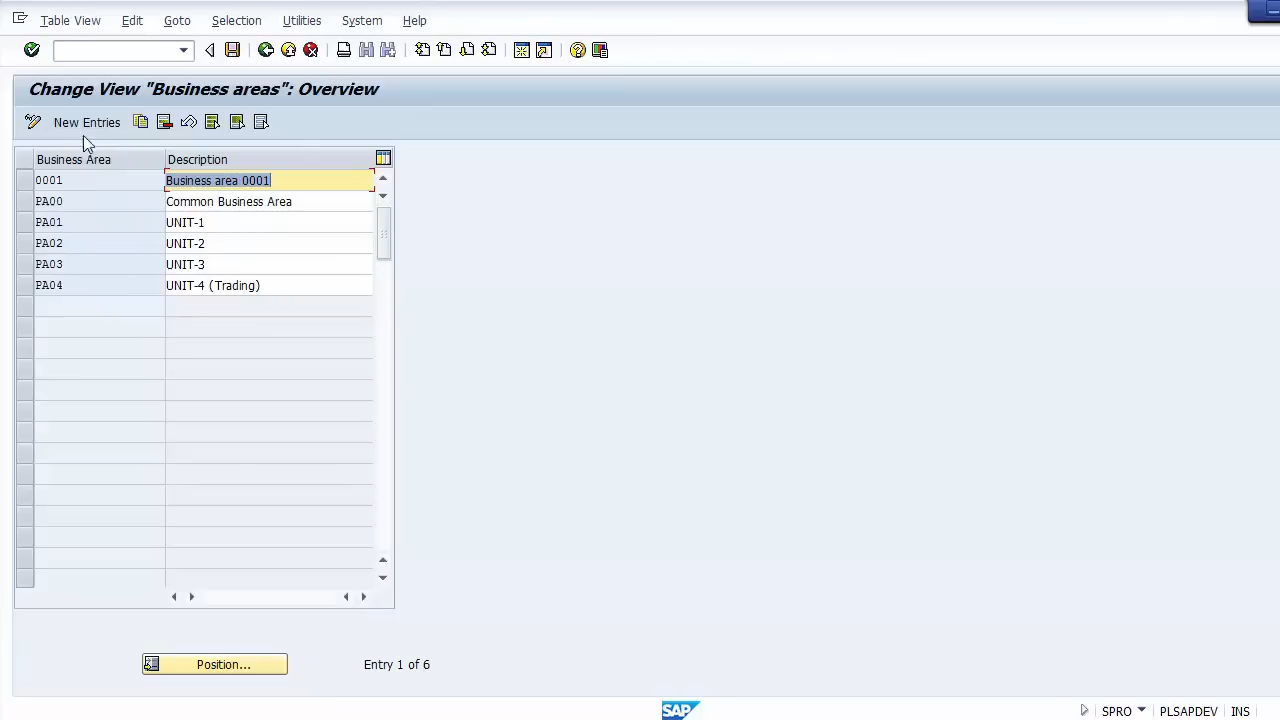 Table View Edit Goto Selection Utilities System Help
Change View "Business areas": Overview
New Entries
Business Area Description
0001 Business area 0001
PA00 Common Business Area
PA01 UNIT-1
PA02 UNIT-2
PA03 UNIT-3
PA04 UNIT-4 (Trading)
Position... Entry 1 of 6
SAP SPRO PLSAPDEV INS